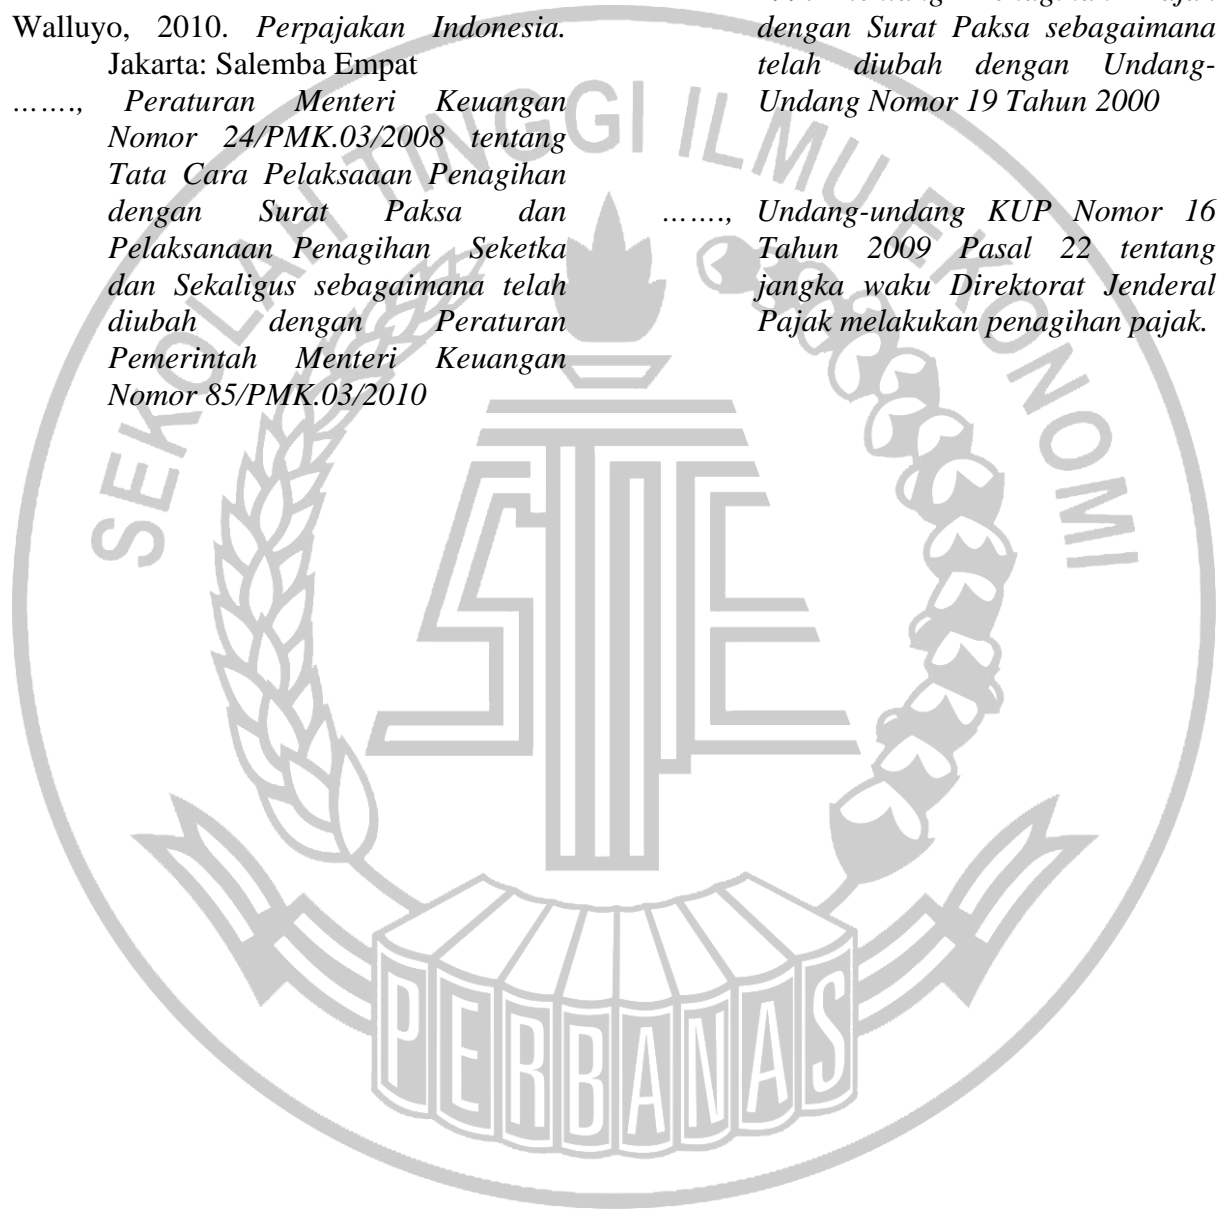 Walluyo, 2010. Perpajakan Indonesia.
Jakarta: Salemba Empat
……., Peraturan Menteri Keuangan
Nomor 24/PMK.03/2008 tentang
Tata Cara Pelaksaaan Penagihan
dengan Surat Paksa dan
Pelaksanaan Penagihan Seketka
dan Sekaligus sebagaimana telah
diubah dengan Peraturan
Pemerintah Menteri Keuangan
Nomor 85/PMK.03/2010
dengan Surat Paksa sebagaimana
telah diubah dengan Undang-
Undang Nomor 19 Tahun 2000
……., Undang-undang KUP Nomor 16
Tahun 2009 Pasal 22 tentang
jangka waku Direktorat Jenderal
Pajak melakukan penagihan pajak.
SEKOLAH TINGGI ILMU EKONOMI
STIE
PERBANAS